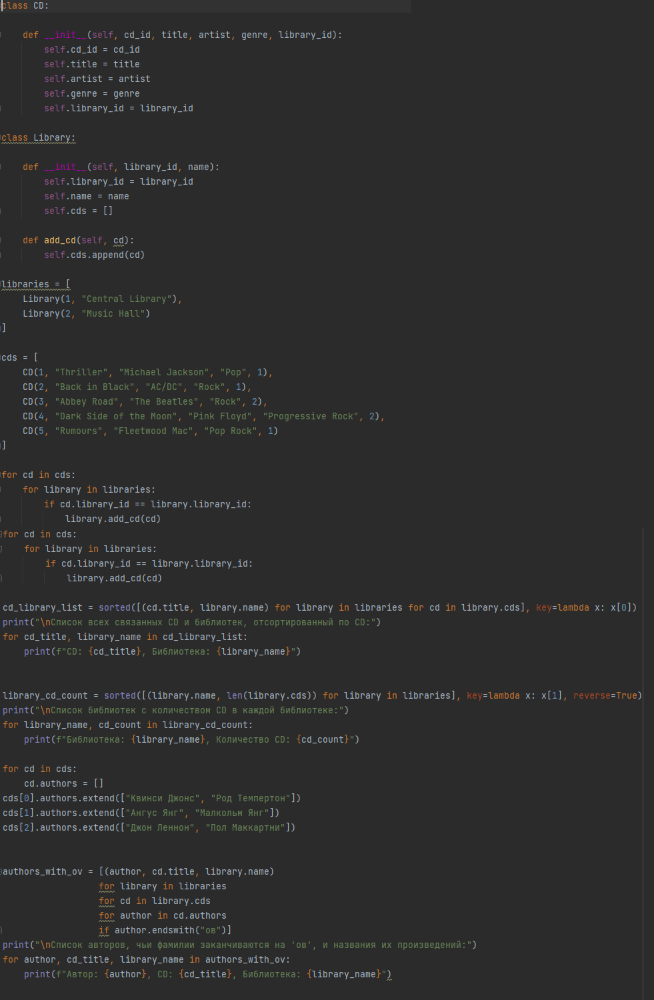 class CD:
    def __init__(self, cd_id, title, artist, genre, library_id):
        self.cd_id = cd_id
        self.title = title
        self.artist = artist
        self.genre = genre
        self.library_id = library_id
class Library:
    def __init__(self, library_id, name):
        self.library_id = library_id
        self.name = name
        self.cds = []
    def add_cd(self, cd):
        self.cds.append(cd)
libraries = [
    Library(1, "Central Library"),
    Library(2, "Music Hall")
]
cds = [
    CD(1, "Thriller", "Michael Jackson", "Pop", 1),
    CD(2, "Back in Black", "AC/DC", "Rock", 1),
    CD(3, "Abbey Road", "The Beatles", "Rock", 2),
    CD(4, "Dark Side of the Moon", "Pink Floyd", "Progressive Rock", 2),
    CD(5, "Rumours", "Fleetwood Mac", "Pop Rock", 1)
]
for cd in cds:
    for library in libraries:
        if cd.library_id == library.library_id:
            library.add_cd(cd)
for cd in cds:
    for library in libraries:
        if cd.library_id == library.library_id:
            library.add_cd(cd)
cd_library_list = sorted([(cd.title, library.name) for library in libraries for cd in library.cds], key=lambda x: x[0])
print("\nСписок всех связанных CD и библиотек, отсортированный по CD:")
for cd_title, library_name in cd_library_list:
    print(f"CD: {cd_title}, Библиотека: {library_name}")
library_cd_count = sorted([(library.name, len(library.cds)) for library in libraries], key=lambda x: x[1], reverse=True)
print("\nСписок библиотек с количеством CD в каждой библиотеке:")
for library_name, cd_count in library_cd_count:
    print(f"Библиотека: {library_name}, Количество CD: {cd_count}")
for cd in cds:
    cd.authors = []
cds[0].authors.extend(["Квинси Джонс", "Род Темпертон"])
cds[1].authors.extend(["Ангус Янг", "Малкольм Янг"])
cds[2].authors.extend(["Джон Леннон", "Пол Маккартни"])
authors_with_ov = [(author, cd.title, library.name)
                  for library in libraries
                  for cd in library.cds
                  for author in cd.authors
                  if author.endswith("ов")]
print("\nСписок авторов, чьи фамилии заканчиваются на 'ов', и названия их произведений:")
for author, cd_title, library_name in authors_with_ov:
    print(f"Автор: {author}, CD: {cd_title}, Библиотека: {library_name}")